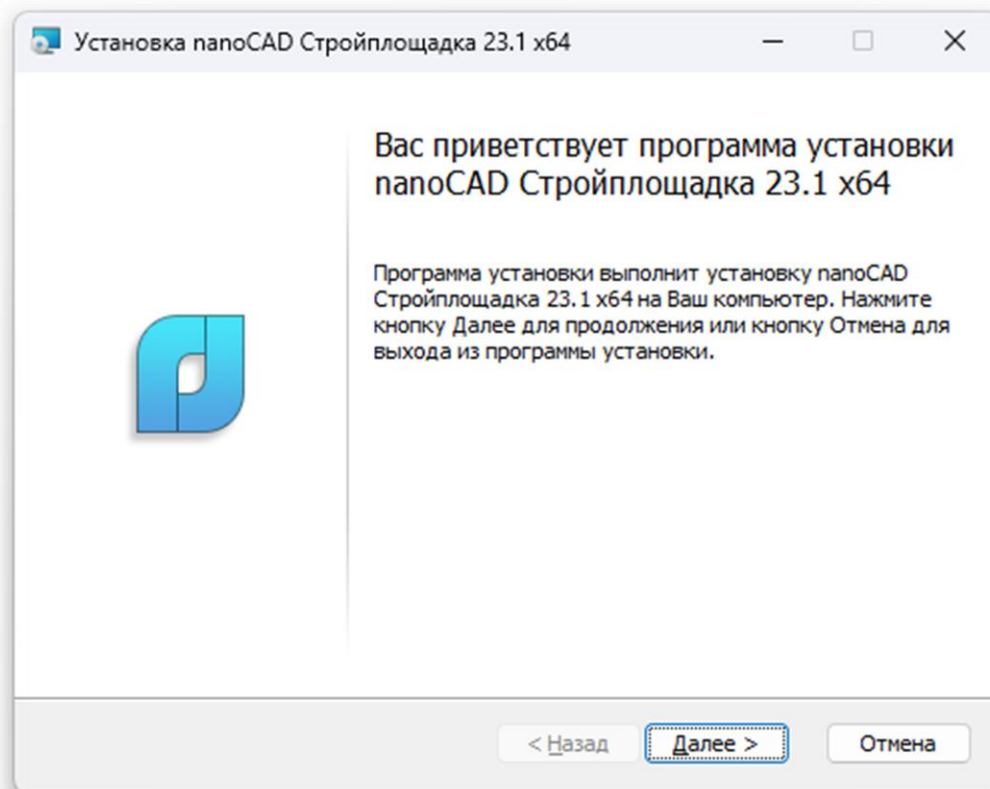 Установка nanoCAD Стройплощадка 23.1 x64
Вас приветствует программа установки
nanoCAD Стройплощадка 23.1 x64
Программа установки выполнит установку nanoCAD
Стройплощадка 23.1 x64 на Ваш компьютер. Нажмите
кнопку Далее для продолжения или кнопку Отмена для
выхода из программы установки.
< Назад Далее > Отмена